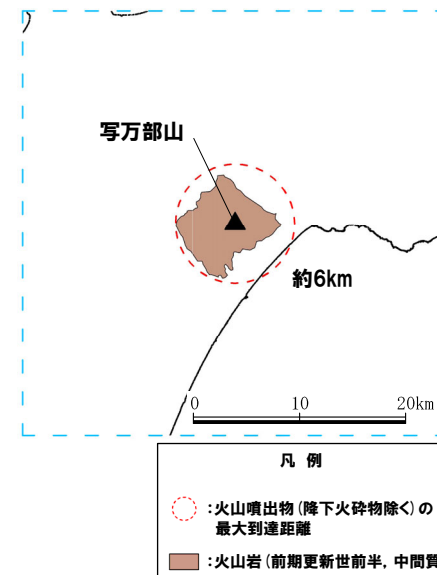 写万部山
約6km
0 10 20km
凡 例
:火山噴出物(降下火砕物除く)の
最大到達距離
:火山岩(前期更新世前半, 中間質